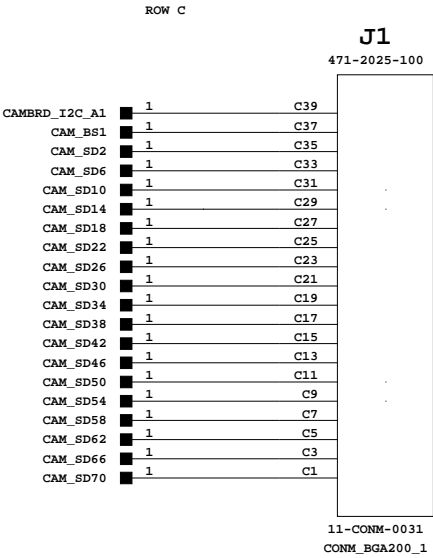 ROW C
J1
471-2025-100
CAMBRD_I2C_A1 1 C39
CAM_BS1 1 C37
CAM_SD2 1 C35
CAM_SD6 1 C33
CAM_SD10 1 C31
CAM_SD14 1 C29
CAM_SD18 1 C27
CAM_SD22 1 C25
CAM_SD26 1 C23
CAM_SD30 1 C21
CAM_SD34 1 C19
CAM_SD38 1 C17
CAM_SD42 1 C15
CAM_SD46 1 C13
CAM_SD50 1 C11
CAM_SD54 1 C9
CAM_SD58 1 C7
CAM_SD62 1 C5
CAM_SD66 1 C3
CAM_SD70 1 C1
11-CONM-0031
CONM_BGA200_1